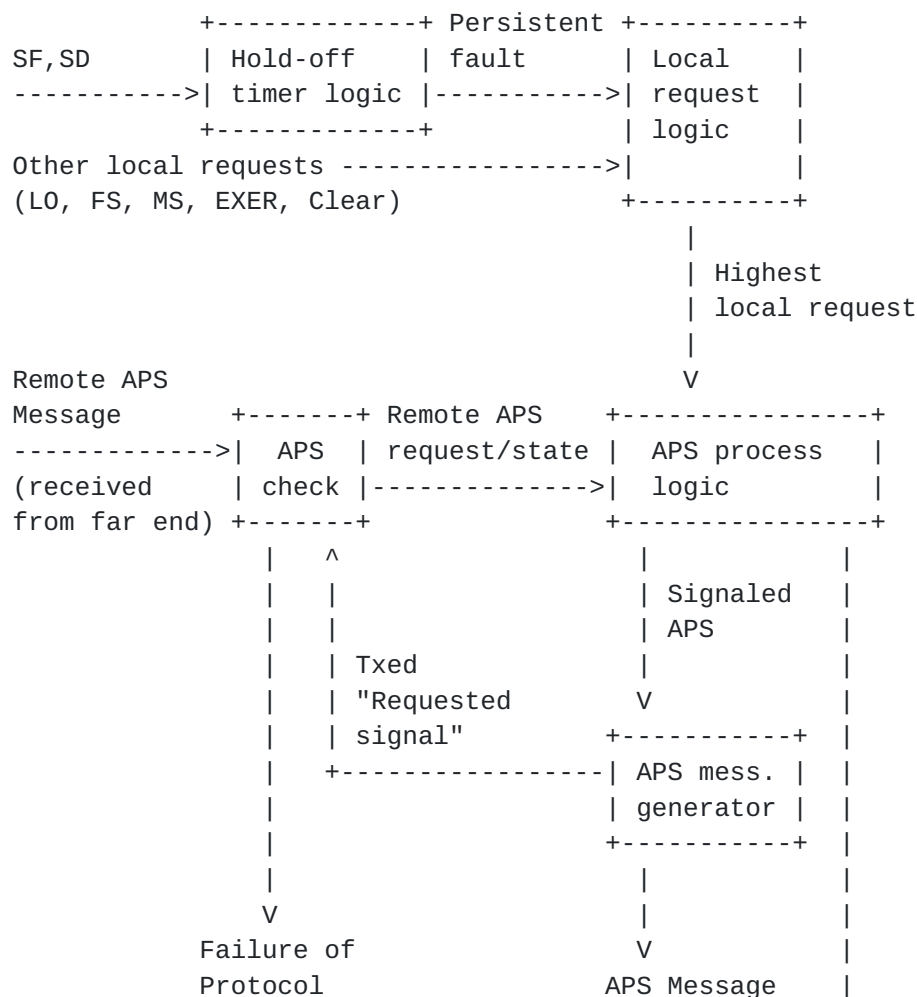 +-------------+ Persistent +----------+
SF,SD       | Hold-off    | fault      | Local    |
----------->| timer logic |----------->| request  |
            +-------------+            | logic    |
Other local requests ----------------->|          |
(LO, FS, MS, EXER, Clear)              +----------+
                                           |
                                           | Highest
                                           | local request
                                           |
Remote APS                                 V
Message       +-------+ Remote APS    +----------------+
------------->|  APS  | request/state |  APS process   |
(received     | check |-------------->|  logic         |
from far end) +-------+               +----------------+
                |   ^                   |            |
                |   |                   | Signaled   |
                |   |                   | APS        |
                |   | Txed              |            |
                |   | "Requested        V            |
                |   | signal"         +-----------+  |
                |   +-----------------| APS mess. |  |
                |                     | generator |  |
                |                     +-----------+  |
                |                       |            |
                V                       |            |
            Failure of                  V            |
            Protocol                  APS Message    |